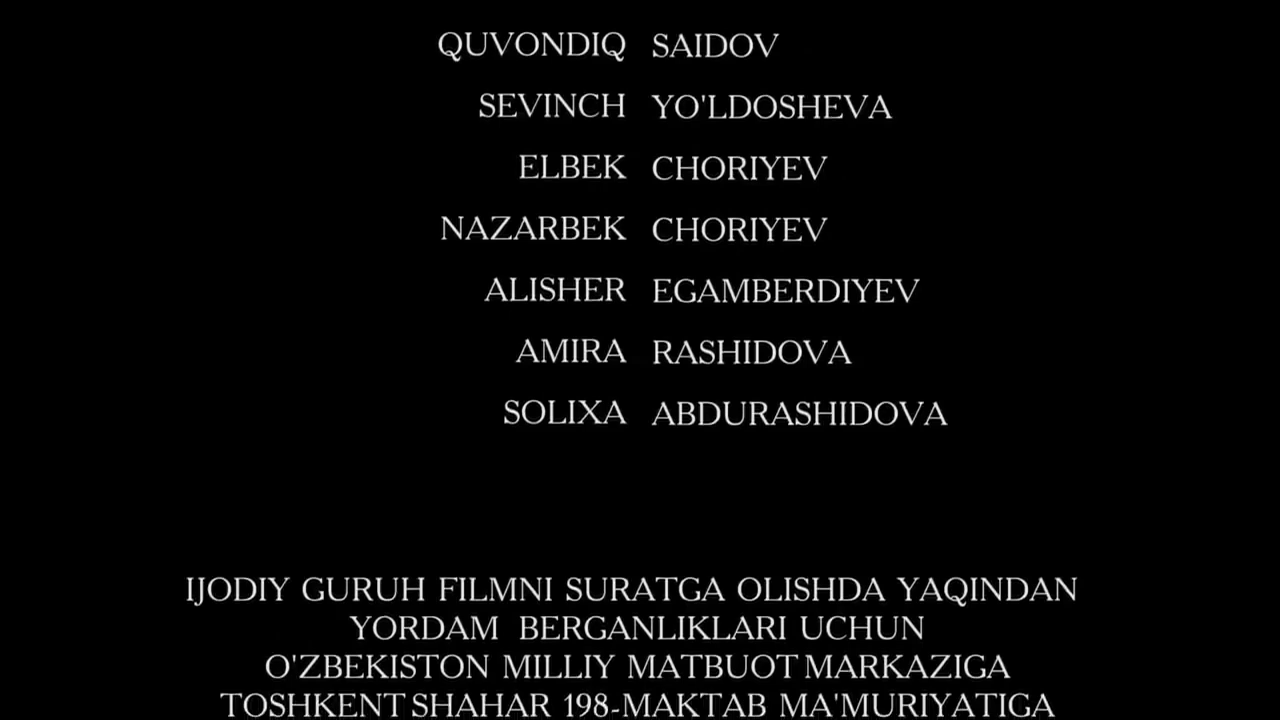 QUVONDIQ SAIDOV
SEVINCH YO'LDOSHEVA
ELBEK CHORIYEV
NAZARBEK CHORIYEV
ALISHER EGAMBERDIYEV
AMIRA RASHIDOVA
SOLIXA ABDURASHIDOVA
IJODIY GURUH FILMNI SURATGA OLISHDA YAQINDAN
YORDAM BERGANLIKLARI UCHUN
O'ZBEKISTON MILLIY MATBUOT MARKAZIGA
TOSHKENT SHAHAR 198-MAKTAB MA'MURIYATIGA